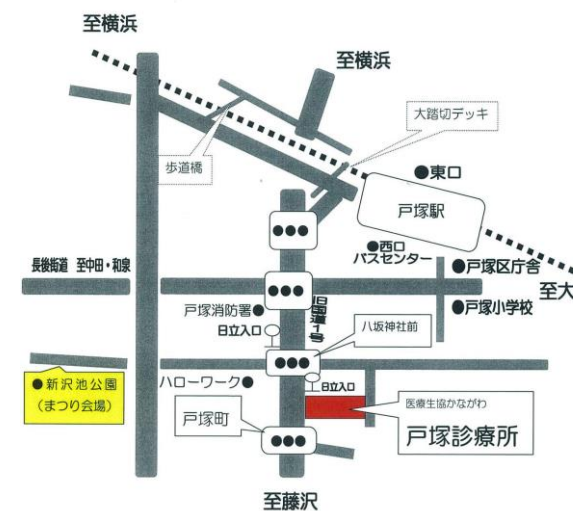 至横浜
至横浜
大踏切デッキ
歩道橋
●東口
戸塚駅
●西口
バスセンター
長後街道 至中田・和泉
●戸塚区庁舎
至大
戸塚消防署●
旧国道1号
●戸塚小学校
日立入口
八坂神社前
●新沢池公園
(まつり会場)
ハローワーク●
日立入口
医療生協かながわ
戸塚診療所
戸塚町
至藤沢